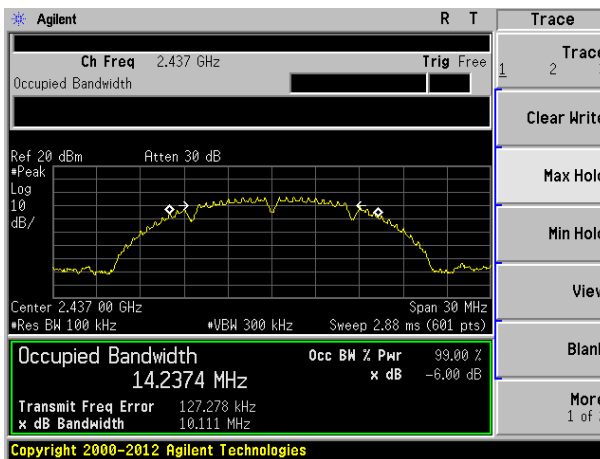 Agilent R T Trace
Ch Freq 2.437 GHz Trig Free
Occupied Bandwidth
Trace
1 2
Clear Write
Max Hold
Min Hold
View
Blank
More
1 of
Ref 20 dBm Atten 30 dB
#Peak
Log
10
dB/
Center 2.437 00 GHz Span 30 MHz
#Res BW 100 kHz #VBW 300 kHz Sweep 2.88 ms (601 pts)
Occupied Bandwidth Occ BW % Pwr 99.00 %
14.2374 MHz x dB -6.00 dB
Transmit Freq Error 127.278 kHz
x dB Bandwidth 10.111 MHz
Copyright 2000-2012 Agilent Technologies